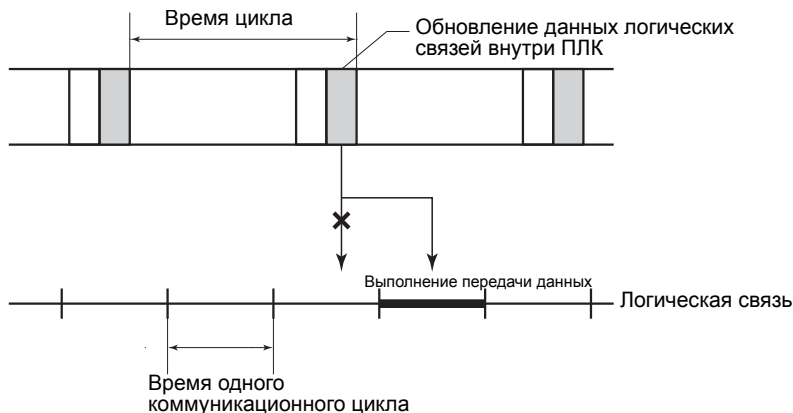 Время цикла
Обновление данных логических
связей внутри ПЛК
Выполнение передачи данных
Логическая связь
Время одного
коммуникационного цикла